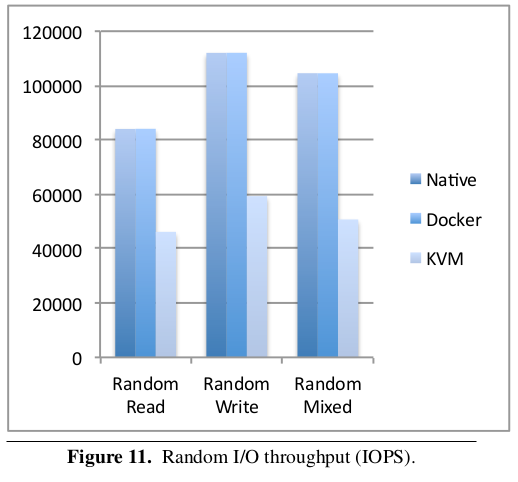 120000
100000
80000
60000
40000
20000
0
Random
Read
Random
Write
Random
Mixed
Native
Docker
KVM
Figure 11. Random I/O throughput (IOPS).